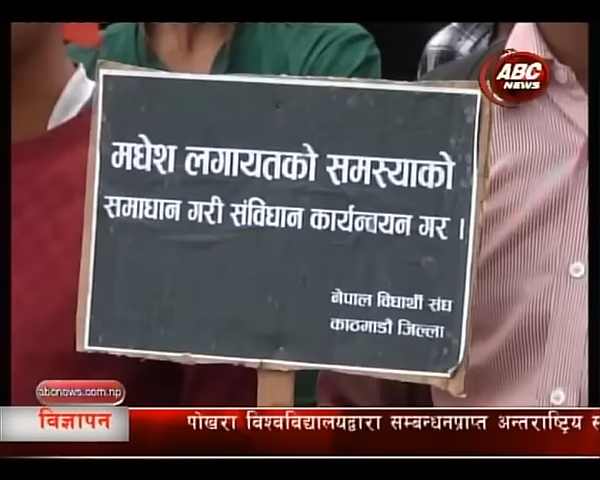 ABC
NEWS
मधेश लगायतको समस्याको
समाधान गरी संविधान कार्यन्वयन गर ।
नेपाल विद्यार्थी संघ
काठमाडौ जिल्ला
abcnews.com.np
विज्ञापन
पोखरा विश्वविद्यालयद्वारा सम्बन्धनप्राप्त अन्तराष्ट्रिय स